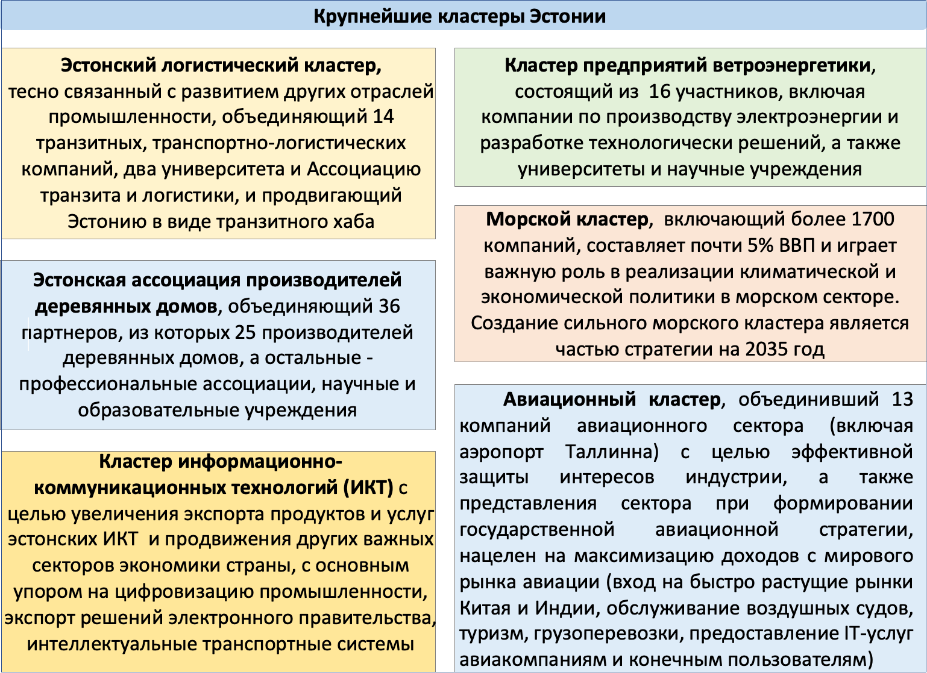 Крупнейшие кластеры Эстонии
Эстонский логистический кластер,
тесно связанный с развитием других отраслей
промышленности, объединяющий 14
транзитных, транспортно-логистических
компаний, два университета и Ассоциацию
транзита и логистики, и продвигающий
Эстонию в виде транзитного хаба
Эстонская ассоциация производителей
деревянных домов, объединяющий 36
партнеров, из которых 25 производителей
деревянных домов, а остальные -
профессиональные ассоциации, научные и
образовательные учреждения
Кластер информационно-
коммуникационных технологий (ИКТ) с
целью увеличения экспорта продуктов и услуг
эстонских ИКТ и продвижения других важных
секторов экономики страны, с основным
упором на цифровизацию промышленности,
экспорт решений электронного правительства,
интеллектуальные транспортные системы
Кластер предприятий ветроэнергетики,
состоящий из 16 участников, включая
компании по производству электроэнергии и
разработке технологически решений, а также
университеты и научные учреждения
Морской кластер, включающий более 1700
компаний, составляет почти 5% ВВП и играет
важную роль в реализации климатической и
экономической политики в морском секторе.
Создание сильного морского кластера является
частью стратегии на 2035 год
Авиационный кластер, объединивший 13
компаний авиационного сектора (включая
аэропорт Таллинна) с целью эффективной
защиты интересов индустрии, а также
представления сектора при формировании
государственной авиационной стратегии,
нацелен на максимизацию доходов с мирового
рынка авиации (вход на быстро растущие рынки
Китая и Индии, обслуживание воздушных судов,
туризм, грузоперевозки, предоставление IT-услуг
авиакомпаниям и конечным пользователям)